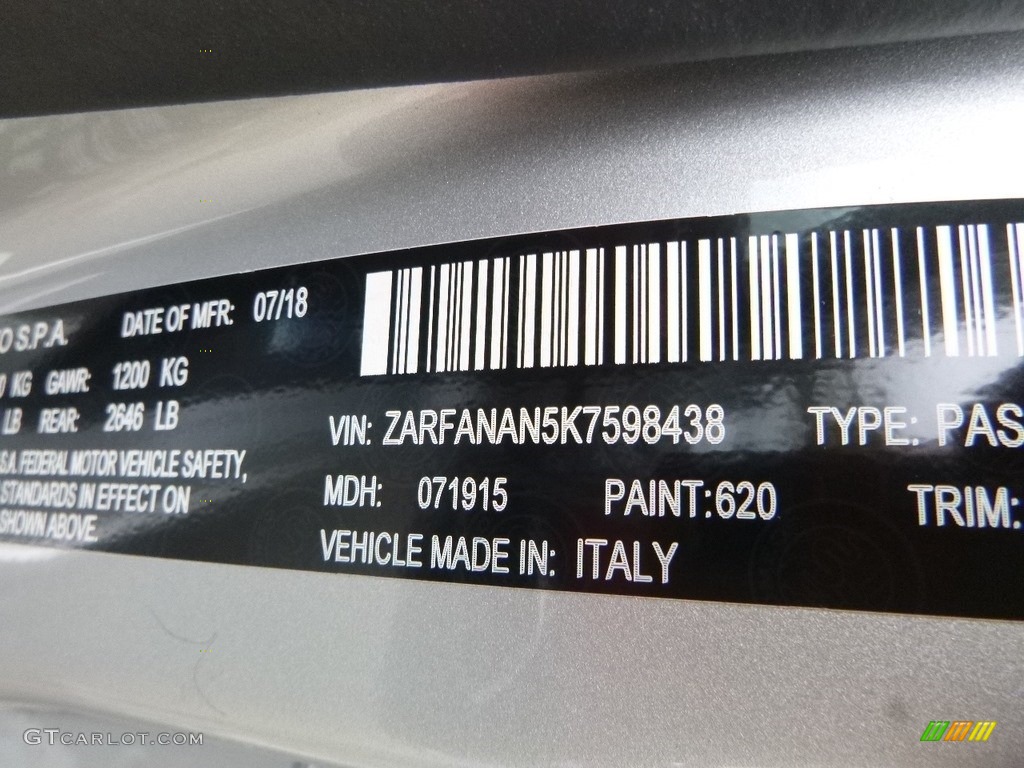 O S.P.A. DATE OF MFR: 07/18
0 KG GAWR: 1200 KG
LB REAR: 2646 LB
S.A. FEDERAL MOTOR VEHICLE SAFETY,
STANDARDS IN EFFECT ON
SHOWN ABOVE.
VIN: ZARFANAN5K7598438 TYPE: PAS
MDH: 071915 PAINT:620 TRIM:
VEHICLE MADE IN: ITALY
GTCARLOT.COM